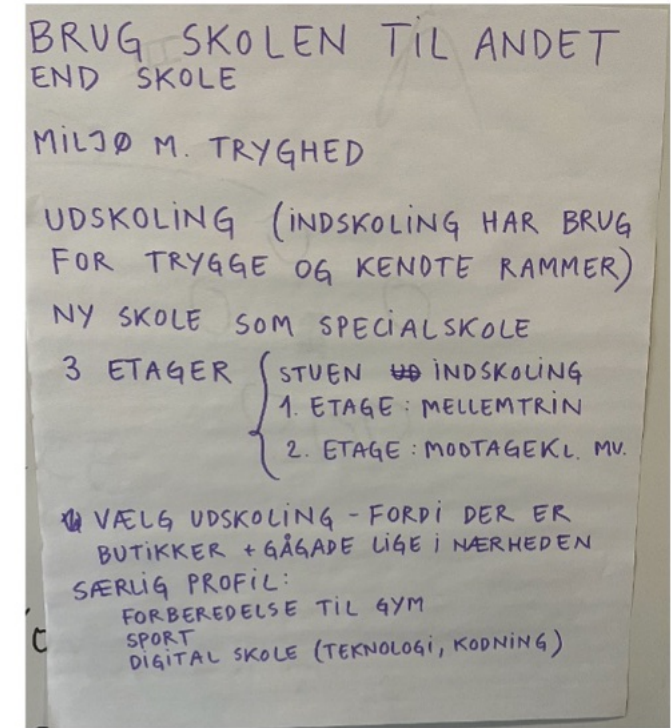 BRUG SKOLEN TIL ANDET
END SKOLE
MILJØ M. TRYGHED
UDSKOLING (INDSKOLING HAR BRUG
FOR TRYGGE OG KENDTE RAMMER)
NY SKOLE SOM SPECIALSKOLE
3 ETAGER { STUEN INDSKOLING
1. ETAGE : MELLEMTRIN
2. ETAGE : MODTAGEKL. MV.
VÆLG UDSKOLING - FORDI DER ER
BUTIKKER + GÅGADE LIGE I NÆRHEDEN
SÆRLIG PROFIL:
FORBEREDELSE TIL GYM
SPORT
DIGITAL SKOLE (TEKNOLOGI, KODNING)